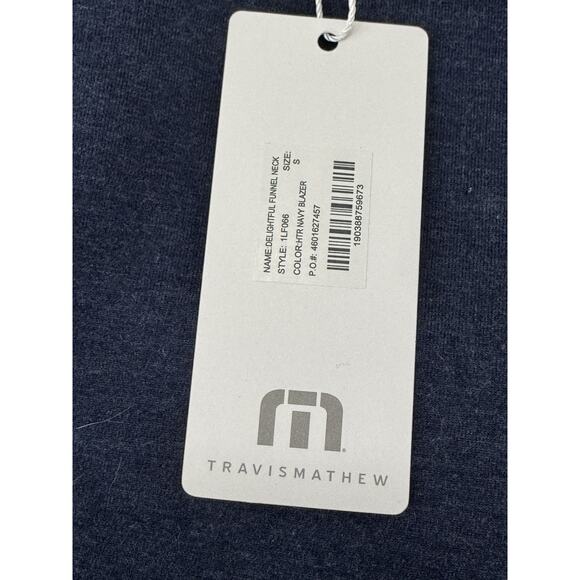 NAME:DELIGHTFUL FUNNEL NECK
STYLE: 1LF066 SIZE:
COLOR:HTR NAVY BLAZER S
P.O.#: 4601627457
190388759673
TRAVISMATHEW